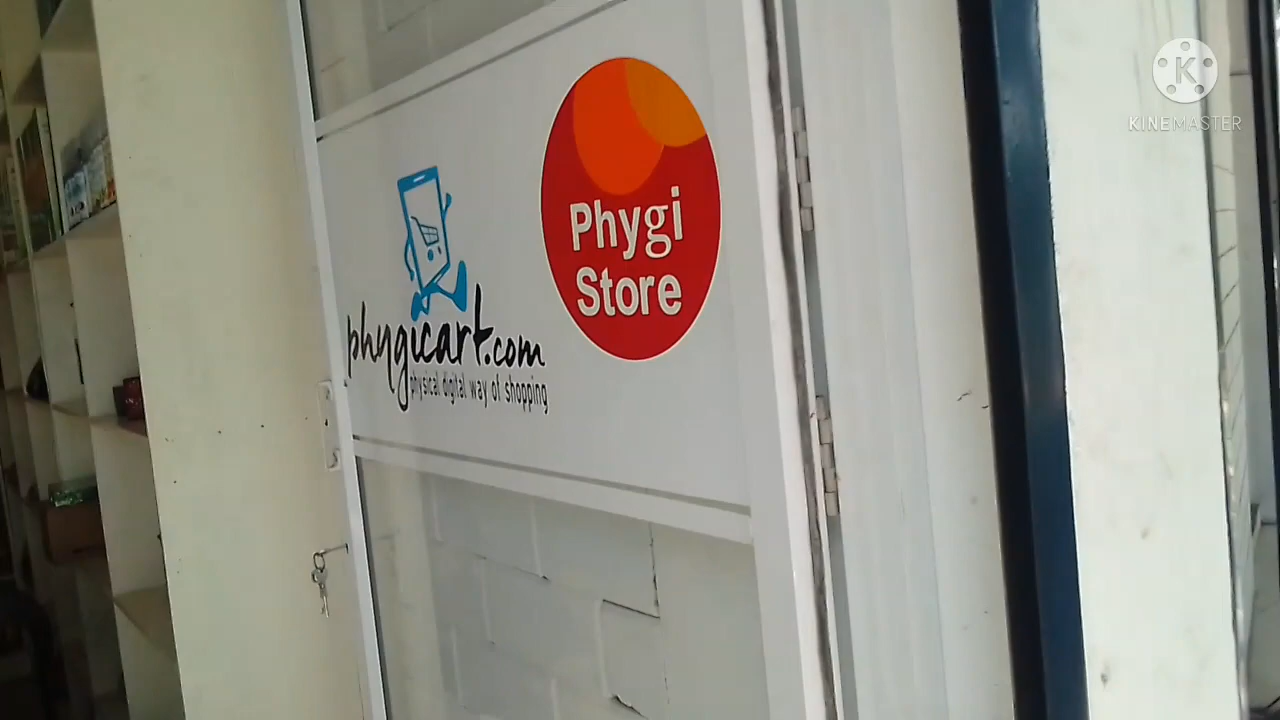 phygicart.com
physical digital way of shopping
Phygi
Store
K
KINEMASTER